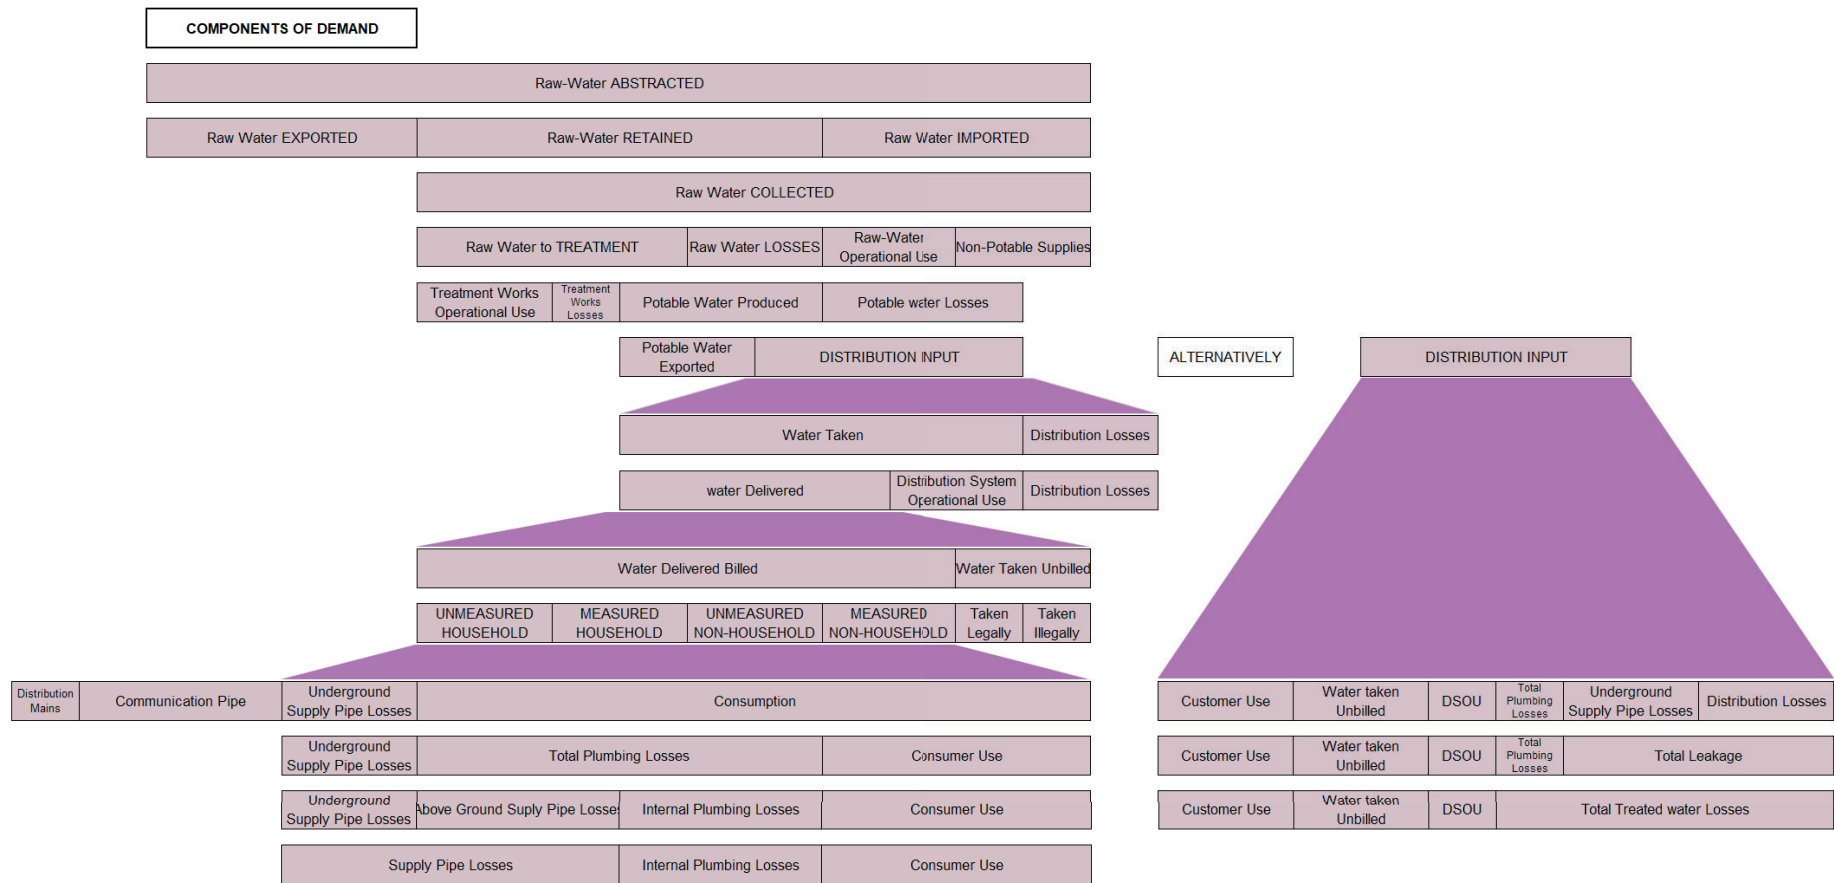 COMPONENTS OF DEMAND
Raw-Water ABSTRACTED
Raw Water EXPORTED
Raw-Water RETAINED
Raw Water IMPORTED
Raw Water COLLECTED
Raw Water to TREATMENT
Raw Water LOSSES
Raw-Water
Operational Use
Non-Potable Supplies
Treatment Works
Operational Use
Treatment
Works
Losses
Potable Water Produced
Potable water Losses
Potable Water
Exported
DISTRIBUTION INPUT
ALTERNATIVELY
DISTRIBUTION INPUT
Water Taken
Distribution Losses
water Delivered
Distribution System
Operational Use
Distribution Losses
Water Delivered Billed
Water Taken Unbilled
UNMEASURED
HOUSEHOLD
MEASURED
HOUSEHOLD
UNMEASURED
NON-HOUSEHOLD
MEASURED
NON-HOUSEHOLD
Taken
Legally
Taken
Illegally
Distribution
Mains
Communication Pipe
Underground
Supply Pipe Losses
Consumption
Customer Use
Water taken
Unbilled
DSOU
Total
Plumbing
Losses
Underground
Supply Pipe Losses
Distribution Losses
Underground
Supply Pipe Losses
Total Plumbing Losses
Consumer Use
Customer Use
Water taken
Unbilled
DSOU
Total
Plumbing
Losses
Total Leakage
Underground
Supply Pipe Losses
Above Ground Suply Pipe Losses
Internal Plumbing Losses
Consumer Use
Customer Use
Water taken
Unbilled
DSOU
Total Treated water Losses
Supply Pipe Losses
Internal Plumbing Losses
Consumer Use